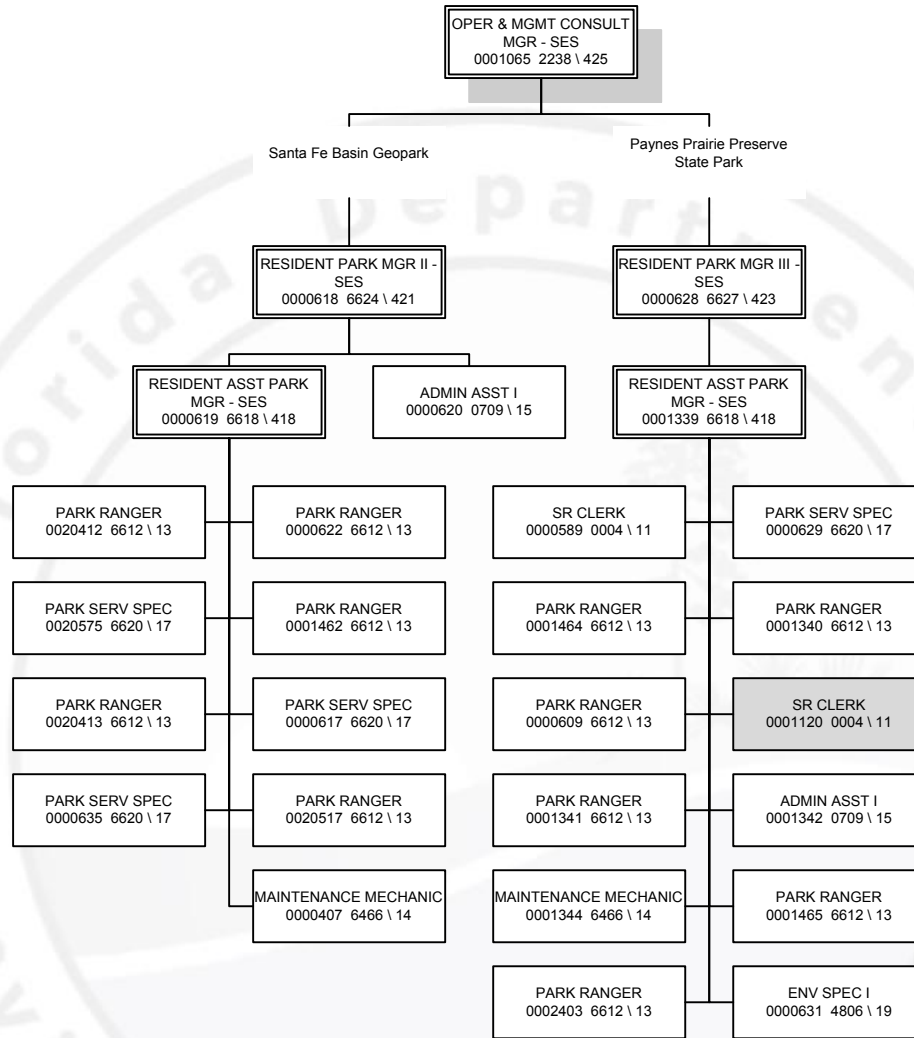 OPER & MGMT CONSULT
MGR - SES
0001065 2238 \ 425
Santa Fe Basin Geopark
Paynes Prairie Preserve
State Park
RESIDENT PARK MGR II -
SES
0000618 6624 \ 421
RESIDENT PARK MGR III -
SES
0000628 6627 \ 423
RESIDENT ASST PARK
MGR - SES
0000619 6618 \ 418
ADMIN ASST I
0000620 0709 \ 15
RESIDENT ASST PARK
MGR - SES
0001339 6618 \ 418
PARK RANGER
0020412 6612 \ 13
PARK RANGER
0000622 6612 \ 13
SR CLERK
0000589 0004 \ 11
PARK SERV SPEC
0000629 6620 \ 17
PARK SERV SPEC
0020575 6620 \ 17
PARK RANGER
0001462 6612 \ 13
PARK RANGER
0001464 6612 \ 13
PARK RANGER
0001340 6612 \ 13
PARK RANGER
0020413 6612 \ 13
PARK SERV SPEC
0000617 6620 \ 17
PARK RANGER
0000609 6612 \ 13
SR CLERK
0001120 0004 \ 11
PARK SERV SPEC
0000635 6620 \ 17
PARK RANGER
0020517 6612 \ 13
PARK RANGER
0001341 6612 \ 13
ADMIN ASST I
0001342 0709 \ 15
MAINTENANCE MECHANIC
0000407 6466 \ 14
MAINTENANCE MECHANIC
0001344 6466 \ 14
PARK RANGER
0001465 6612 \ 13
PARK RANGER
0002403 6612 \ 13
ENV SPEC I
0000631 4806 \ 19